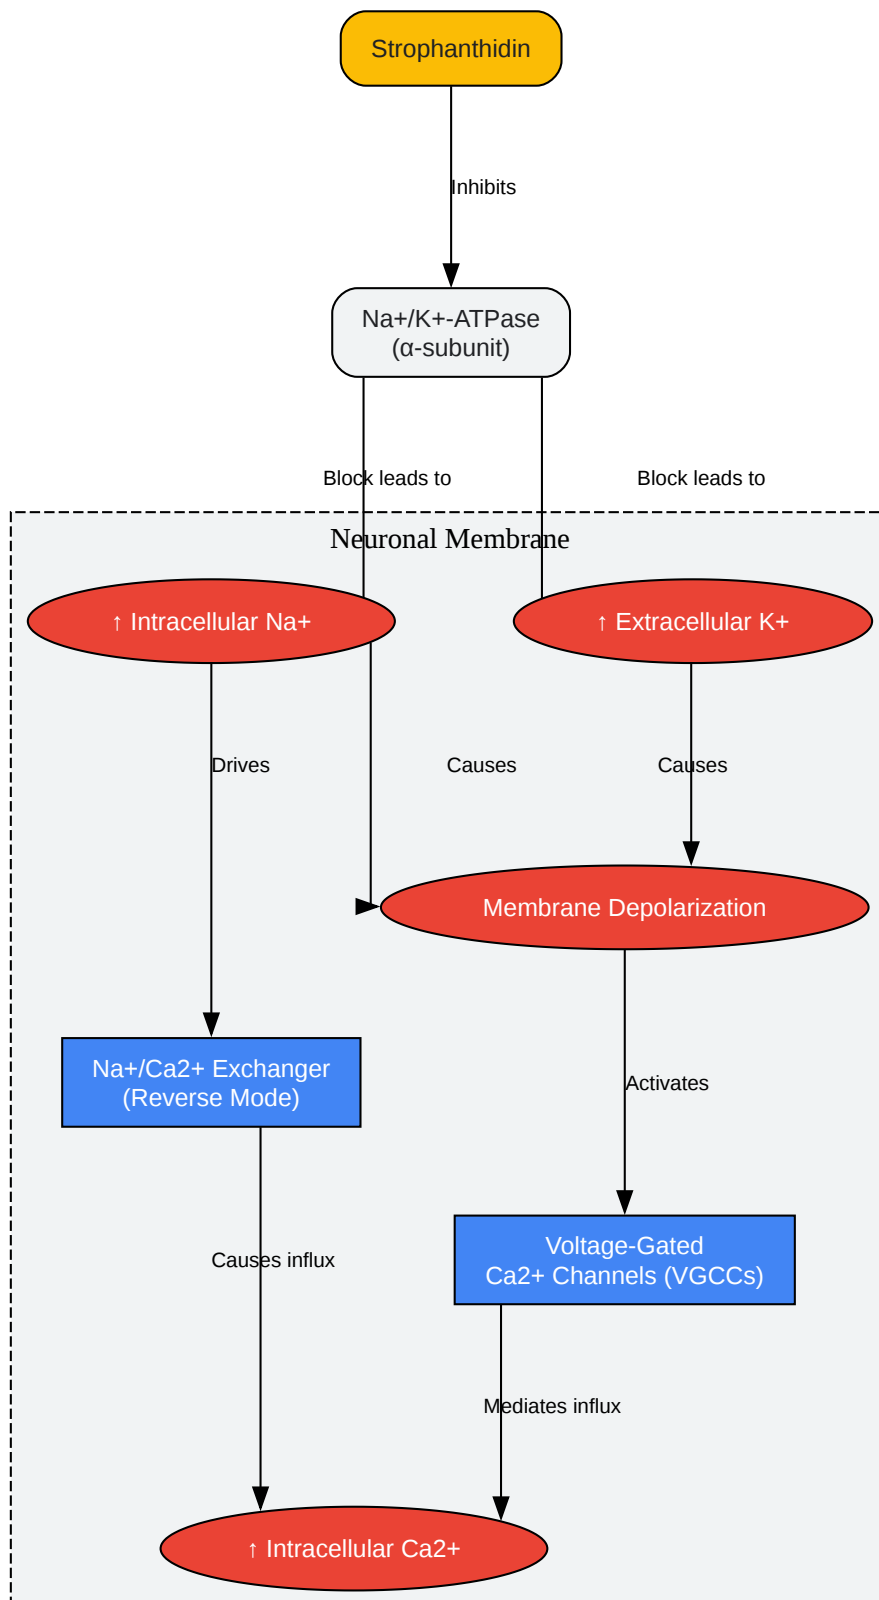 Strophanthidin
Inhibits
Na+/K+-ATPase
(α-subunit)
Block leads to
Block leads to
Neuronal Membrane
↑ Intracellular Na+
↑ Extracellular K+
Drives
Causes
Causes
Membrane Depolarization
Na+/Ca2+ Exchanger
(Reverse Mode)
Activates
Voltage-Gated
Ca2+ Channels (VGCCs)
Causes influx
Mediates influx
↑ Intracellular Ca2+